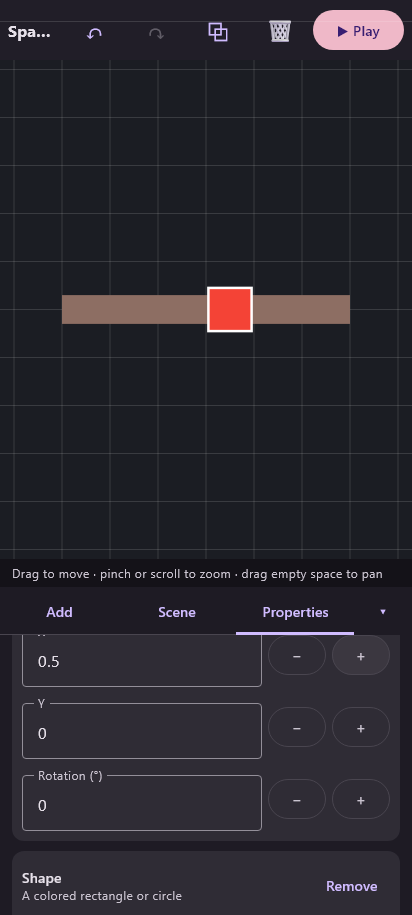 Spa...
Play
Drag to move · pinch or scroll to zoom · drag empty space to pan
Add
Scene
Properties
0.5
−
+
Y
0
−
+
Rotation (°)
0
−
+
Shape
A colored rectangle or circle
Remove